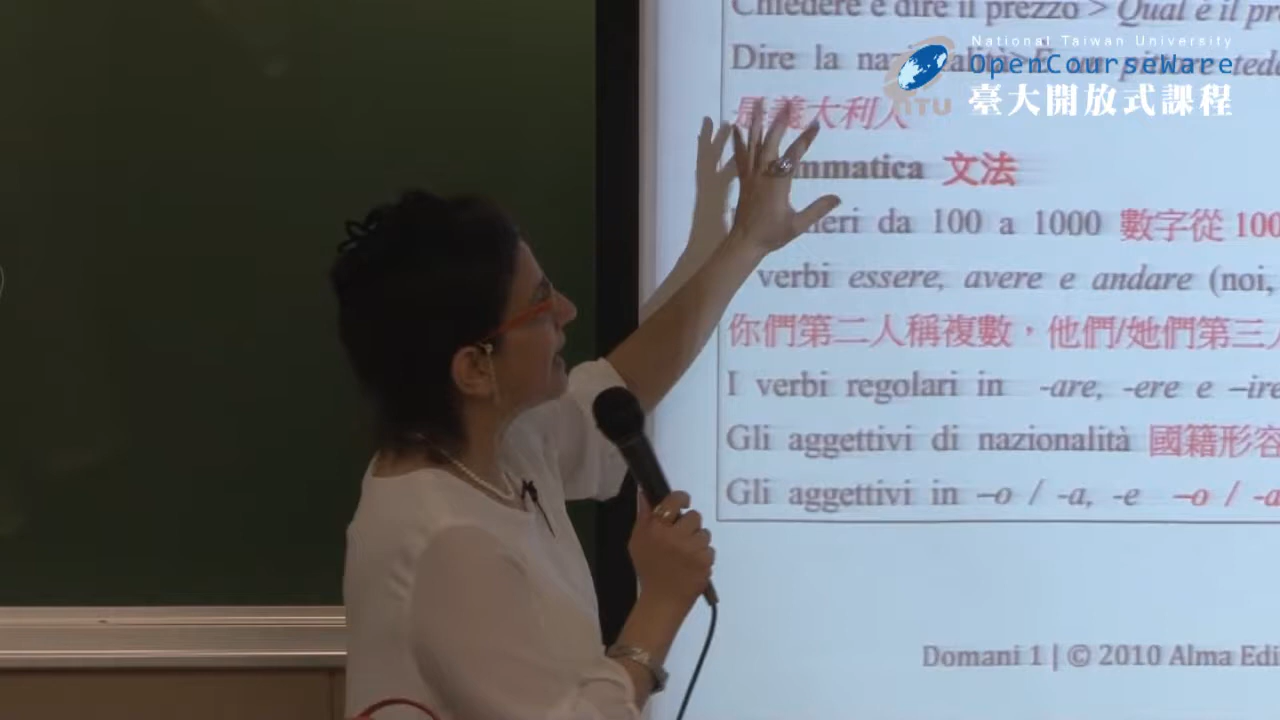 Chiedere e dire il prezzo > Qual è il
National Taiwan University
OpenCourseWare
臺大開放式課程
NTU
Dire la
是義大利人
文法
da 100 a 1000 數字從 100
verbi essere, avere e andare (noi,
你們第二人稱複數，他們/她們第三人
I verbi regolari in -are, -ere e –ire
Gli aggettivi di nazionalità 國籍形容
Gli aggettivi in –o / -a, -e –o / -a
Domani 1 | © 2010 Alma Edi